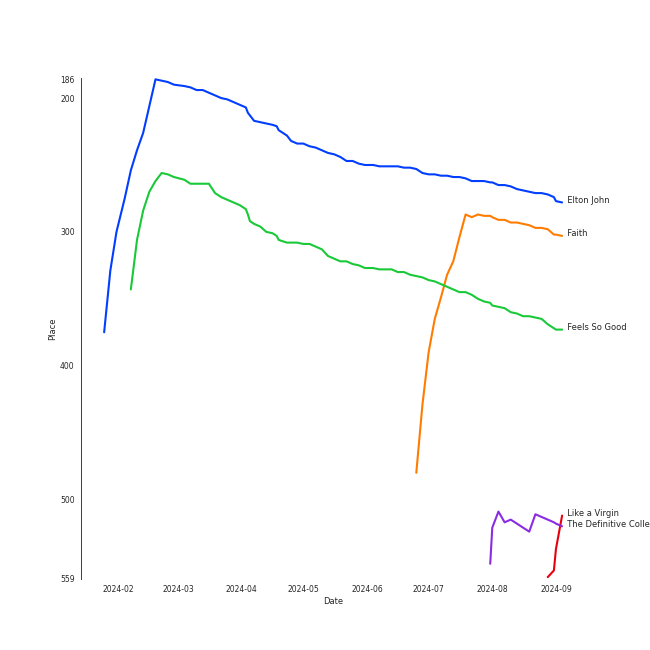 186
200
300
400
500
559
Place
Elton John
Faith
Feels So Good
Like a Virgin
The Definitive Colle
2024-02
2024-03
2024-04
2024-05
2024-06
2024-07
2024-08
2024-09
Date